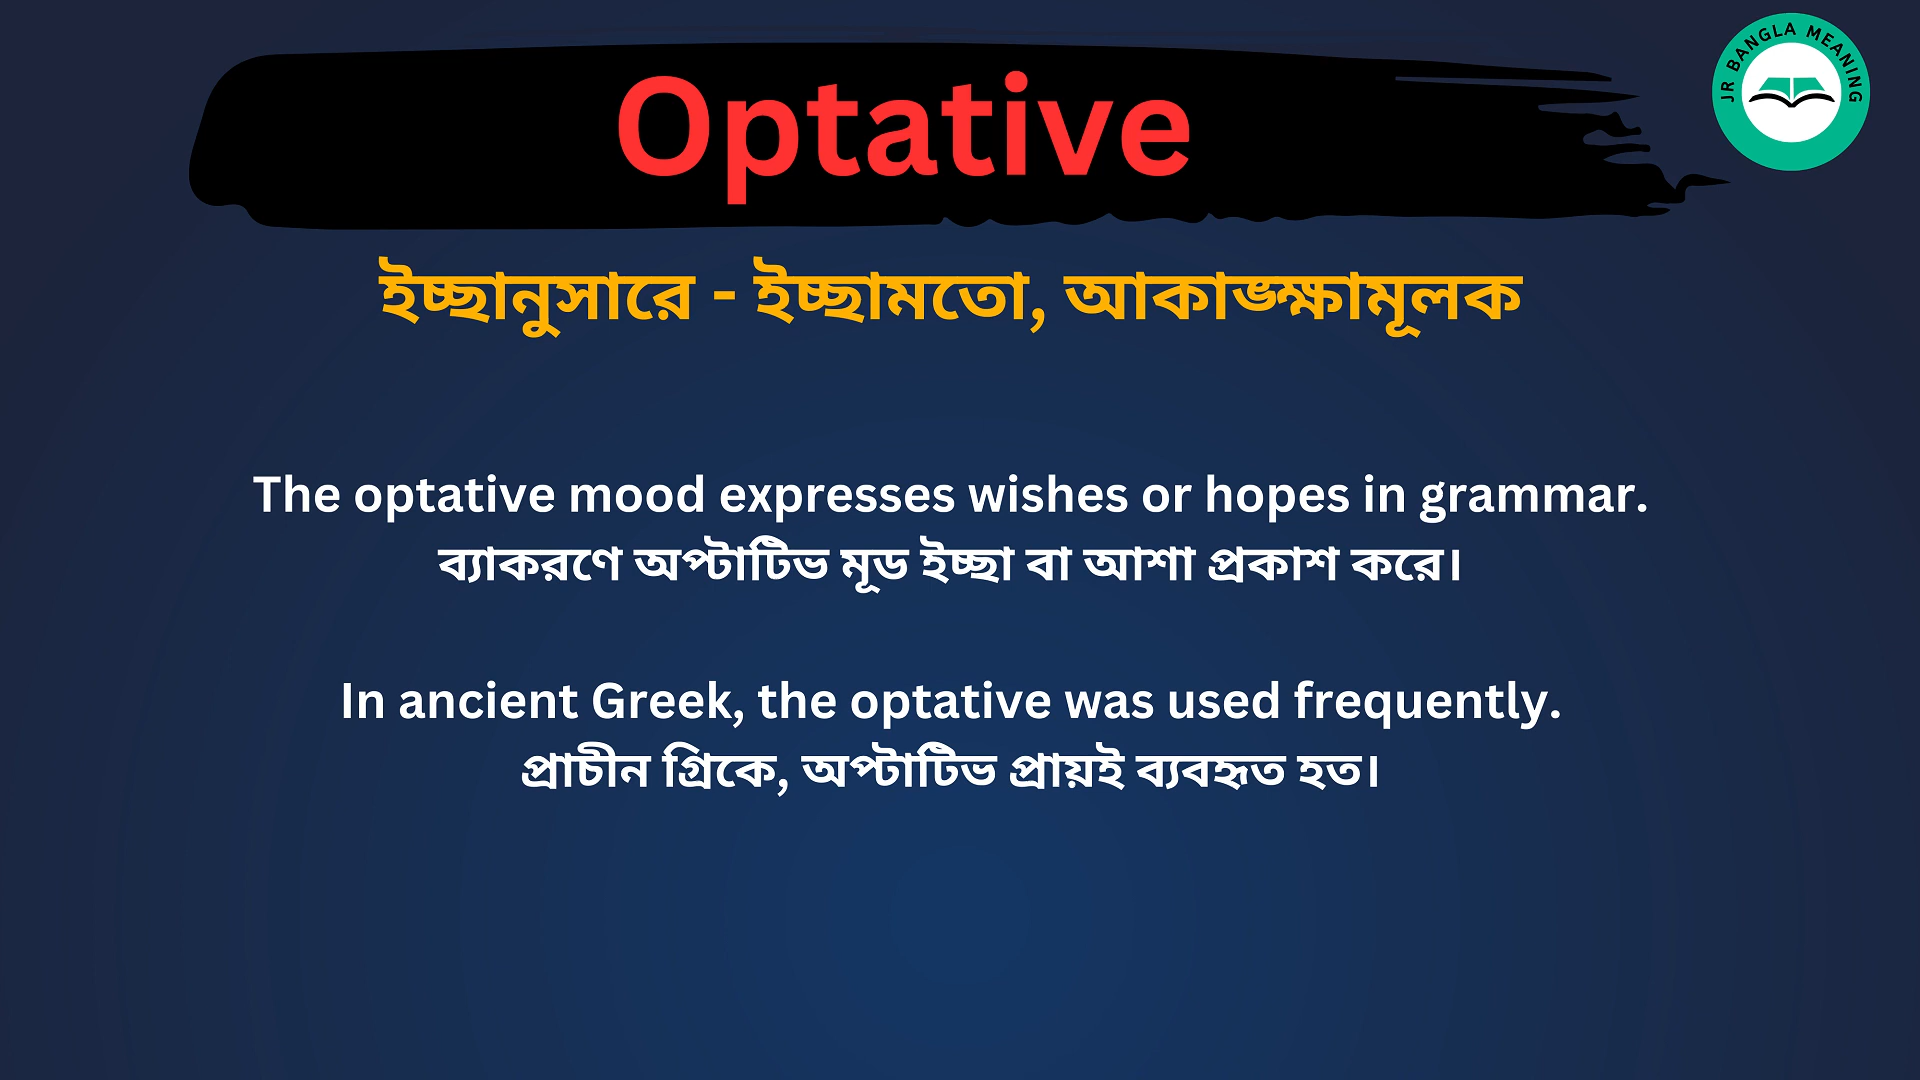 JR BANGLA MEANING
Optative
ইচ্ছানুসারে - ইচ্ছামতো, আকাঙ্ক্ষামূলক
The optative mood expresses wishes or hopes in grammar.
ব্যাকরণে অপ্টাটিভ মূড ইচ্ছা বা আশা প্রকাশ করে।
In ancient Greek, the optative was used frequently.
প্রাচীন গ্রিকে, অপ্টাটিভ প্রায়ই ব্যবহৃত হত।